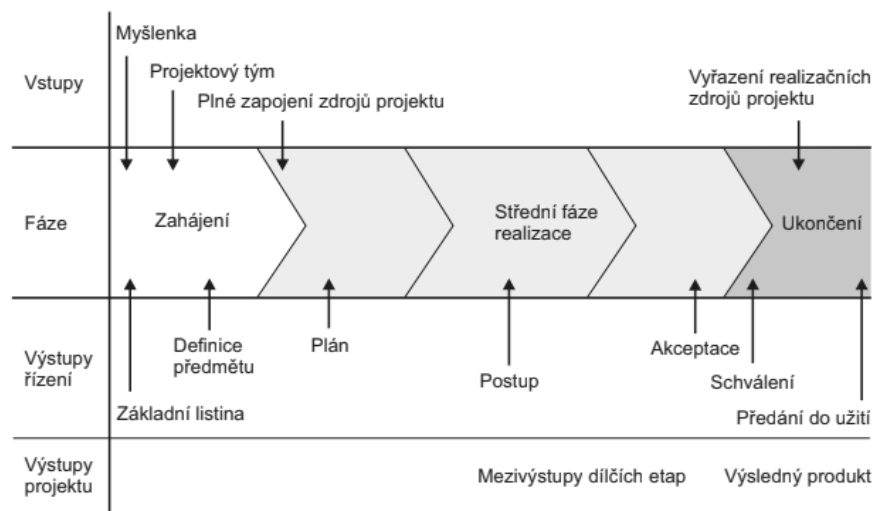 Vstupy
Myšlenka
Projektový tým
Plné zapojení zdrojů projektu
Vyřazení realizačních
zdrojů projektu
Fáze
Zahájení
Střední fáze
realizace
Ukončení
Výstupy
řízení
Definice
předmětu
Plán
Základní listina
Postup
Akceptace
Schválení
Předání do užití
Výstupy
projektu
Mezivýstupy dílčích etap
Výsledný produkt